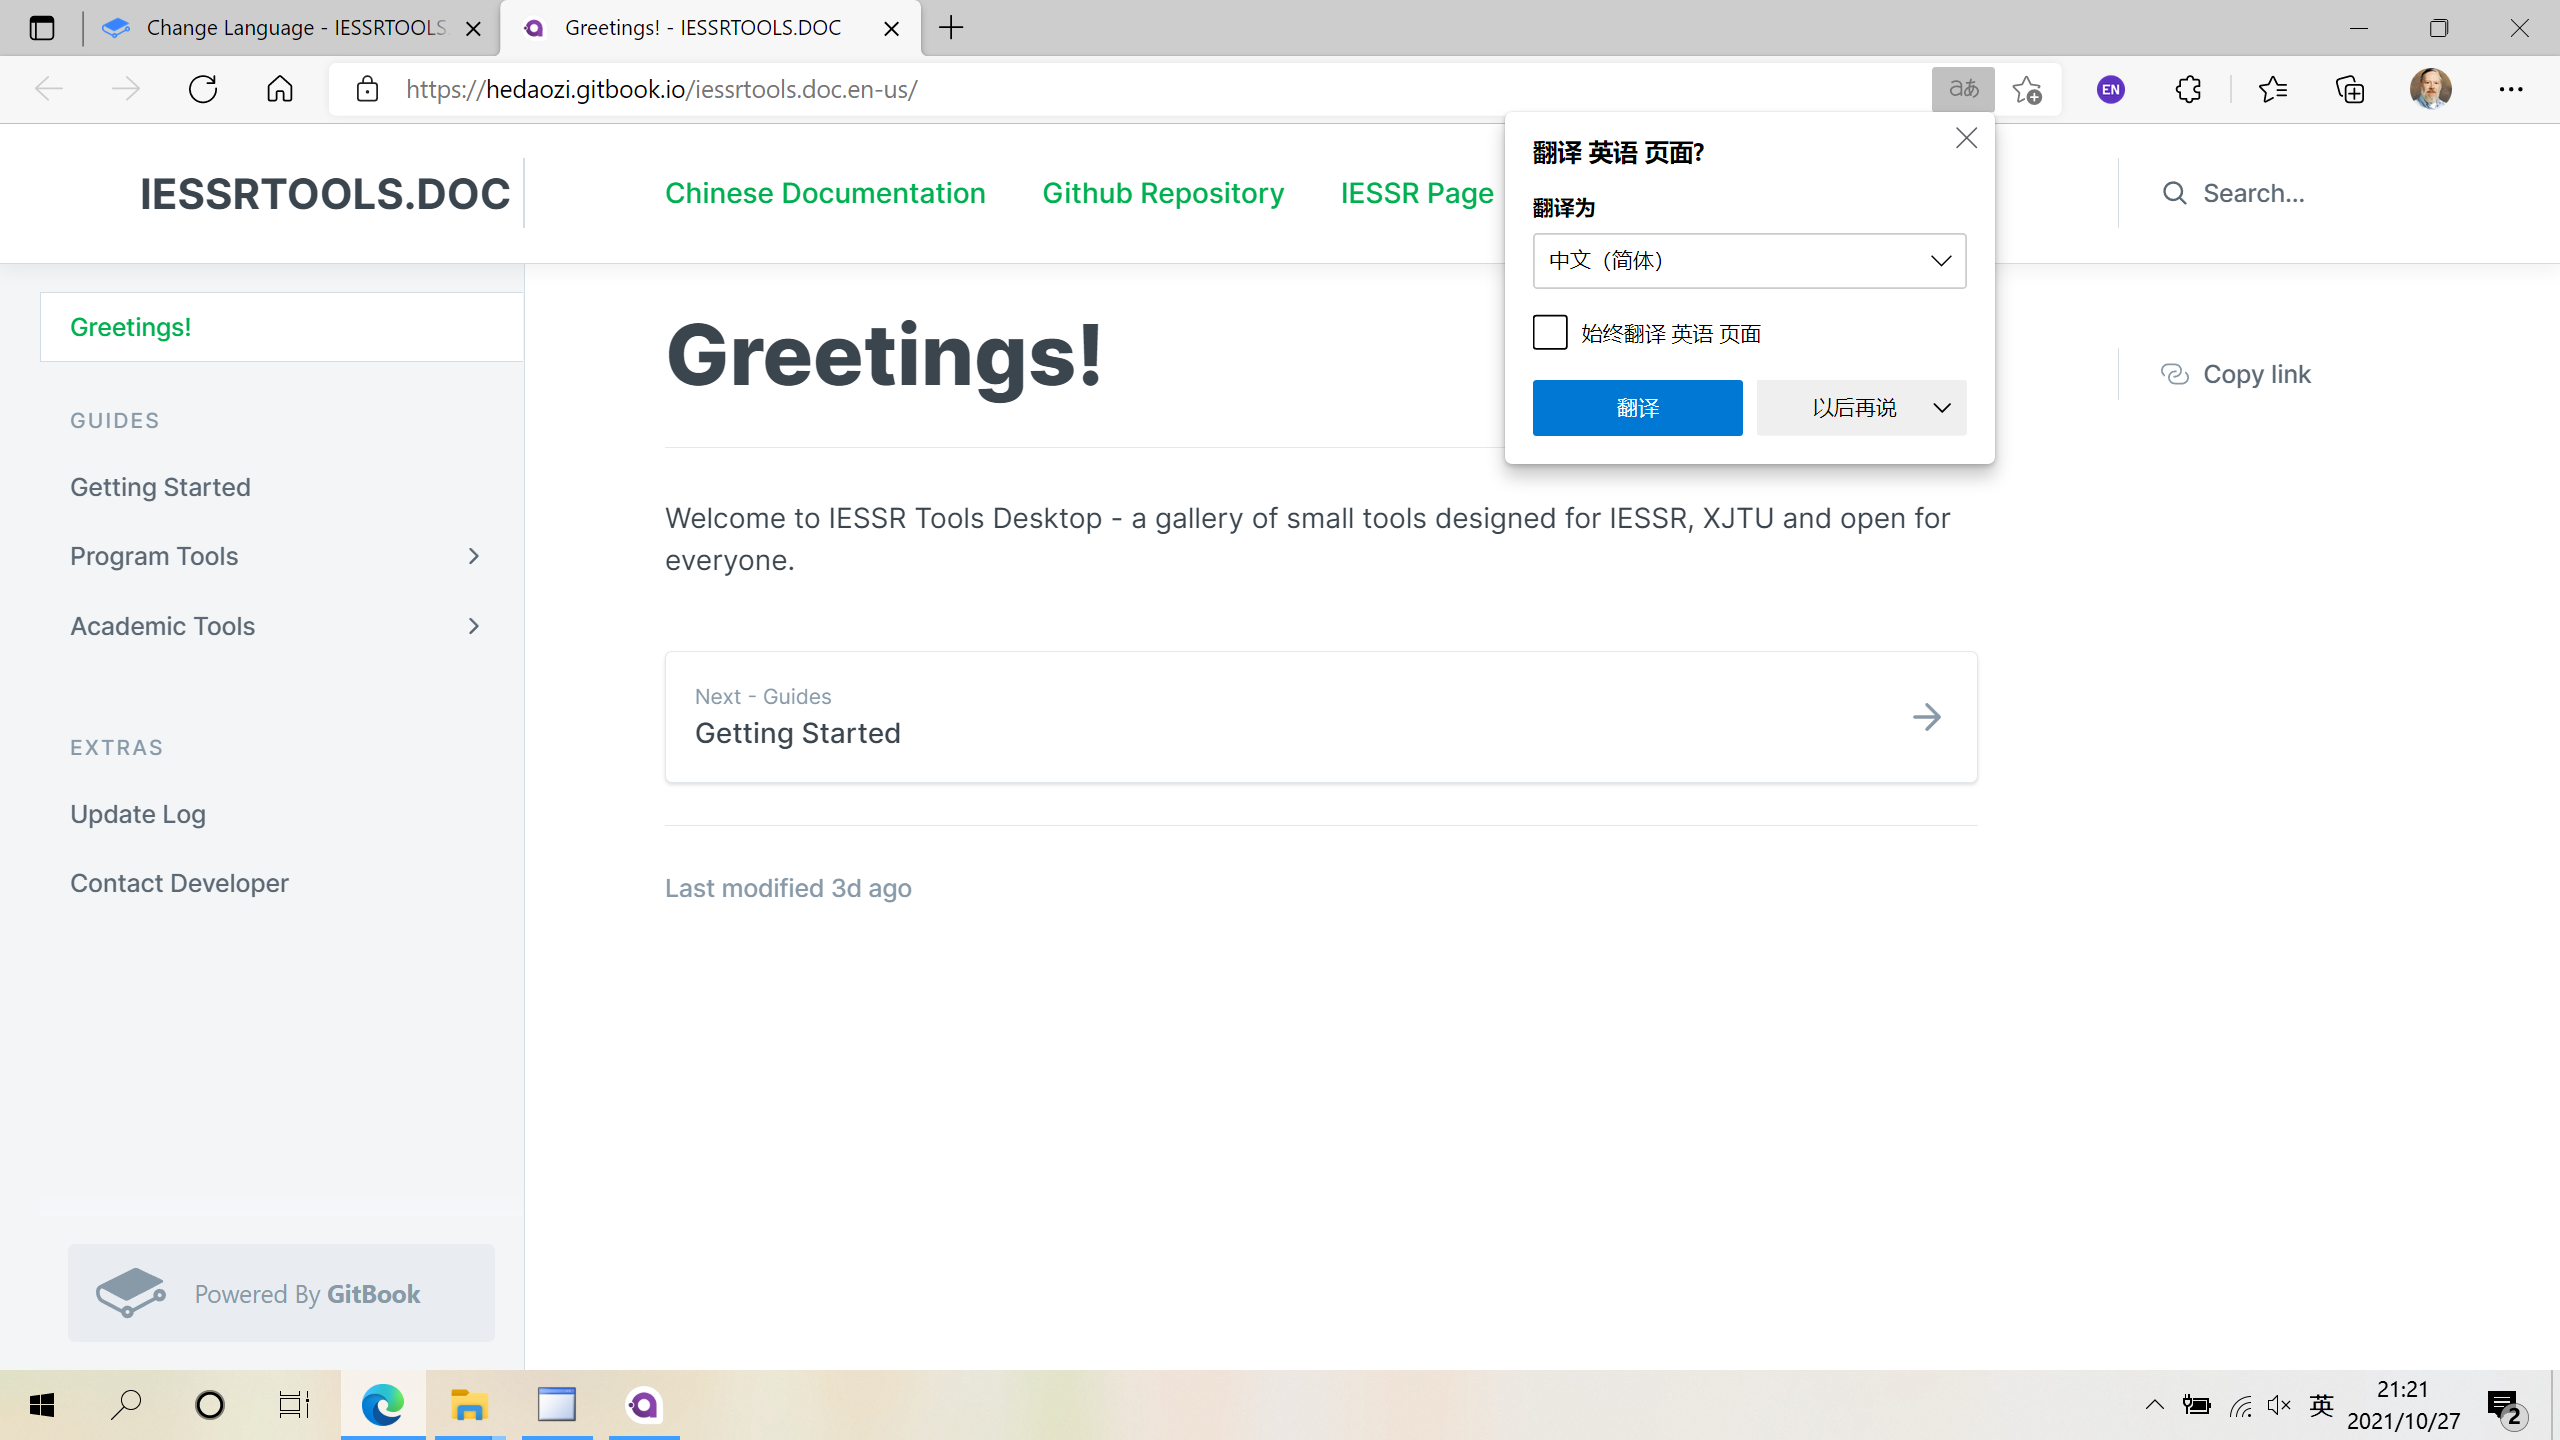 Change Language - IESSRTOOLS.
Greetings! - IESSRTOOLS.DOC
https://hedaozi.gitbook.io/iessrtools.doc.en-us/
aあ
EN
翻译 英语 页面?
翻译为
中文（简体）
始终翻译 英语 页面
翻译
以后再说
IESSRTOOLS.DOC
Chinese Documentation
Github Repository
IESSR Page
Search...
Greetings!
GUIDES
Getting Started
Program Tools
Academic Tools
EXTRAS
Update Log
Contact Developer
Powered By GitBook
Greetings!
Copy link
Welcome to IESSR Tools Desktop - a gallery of small tools designed for IESSR, XJTU and open for
everyone.
Next - Guides
Getting Started
Last modified 3d ago
英
21:21
2021/10/27
2